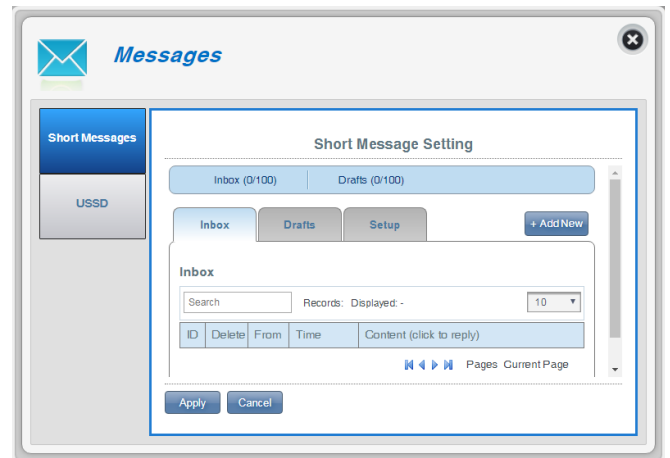 Messages
Short Messages
USSD
Short Message Setting
Inbox (0/100) Drafts (0/100)
Inbox Drafts Setup + Add New
Inbox
Search Records: Displayed: - 10
ID Delete From Time Content (click to reply)
Pages Current Page
Apply Cancel